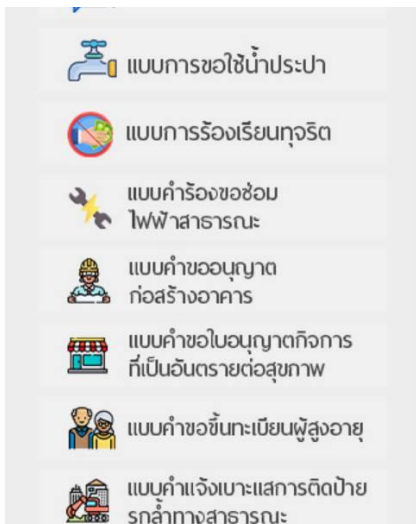 แบบการขอใช้น้ำประปา
แบบการร้องเรียนทุจริต
แบบคำร้องขอซ่อม
ไฟฟ้าสาธารณะ
แบบคำขออนุญาต
ก่อสร้างอาคาร
แบบคำขอใบอนุญาตกิจการ
ที่เป็นอันตรายต่อสุขภาพ
แบบคำขอขึ้นทะเบียนผู้สูงอายุ
แบบคำแจ้งเบาะแสการติดป้าย
รกล้ำทางสาธารณะ